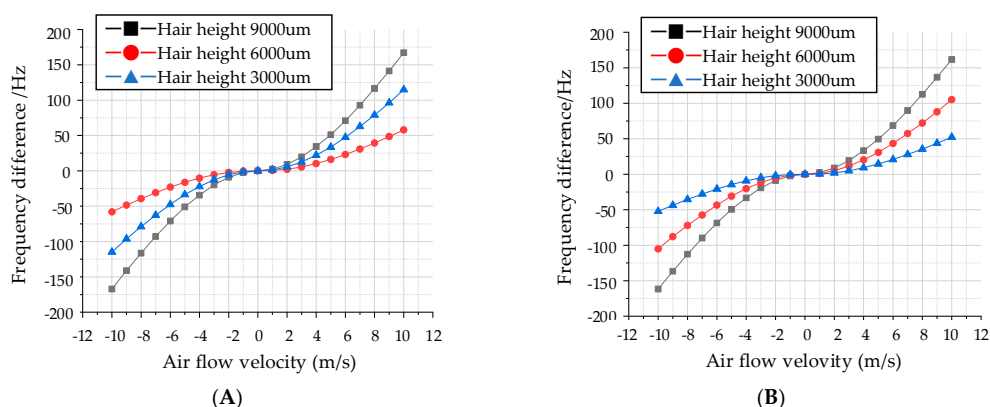 Hair height 9000um
Hair height 6000um
Hair height 3000um
Frequency difference /Hz
200
150
100
50
0
-50
-100
-150
-200
-10 -8 -6 -4 -2 0 2 4 6 8 10 12
Air flow velocity (m/s)
(A)
Hair height 9000um
Hair height 6000um
Hair height 3000um
Frequency difference/Hz
200
150
100
50
0
-50
-100
-150
-200
-12 -10 -8 -6 -4 -2 0 2 4 6 8 10 12
Air flow velovity (m/s)
(B)